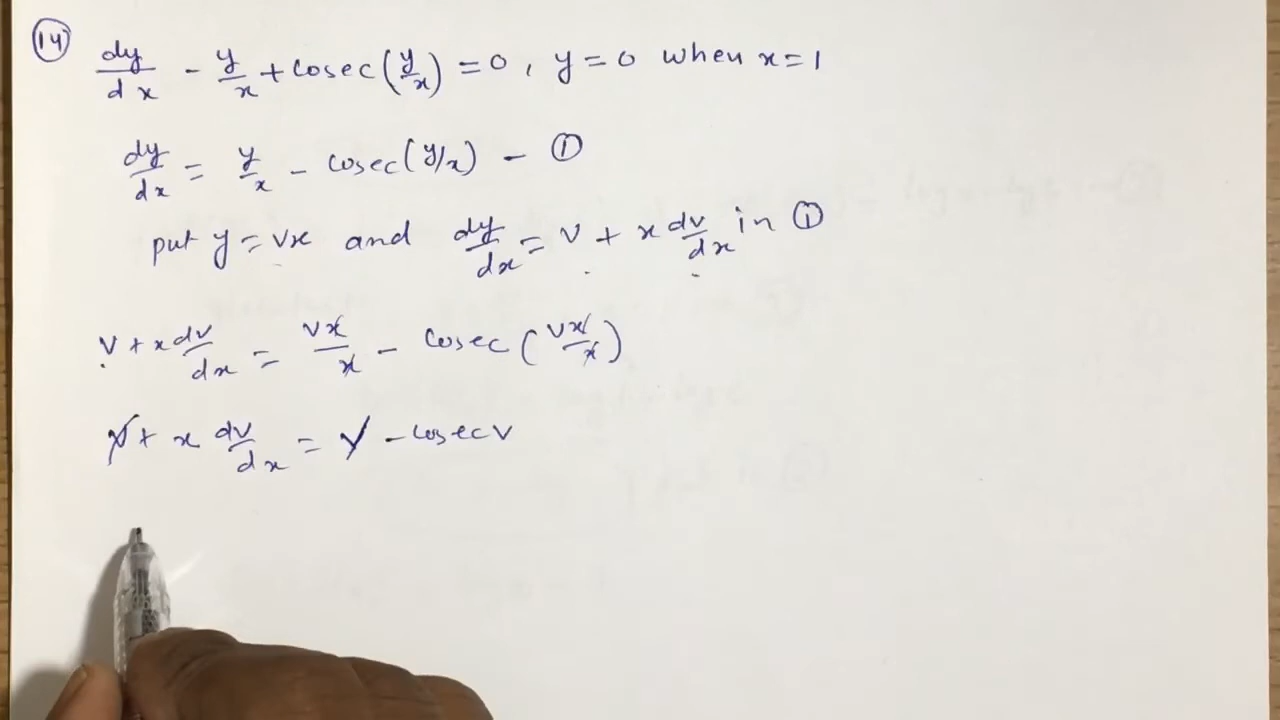 (14) dy/dx - y/x + cosec(y/x) = 0, y = 0 when x = 1
dy/dx = y/x - cosec(y/x) - ①
put y = vx and dy/dx = v + x dv/dx in ①
v + x dv/dx = vx/x - cosec(vx/x)
v + x dv/dx = v - cosec v